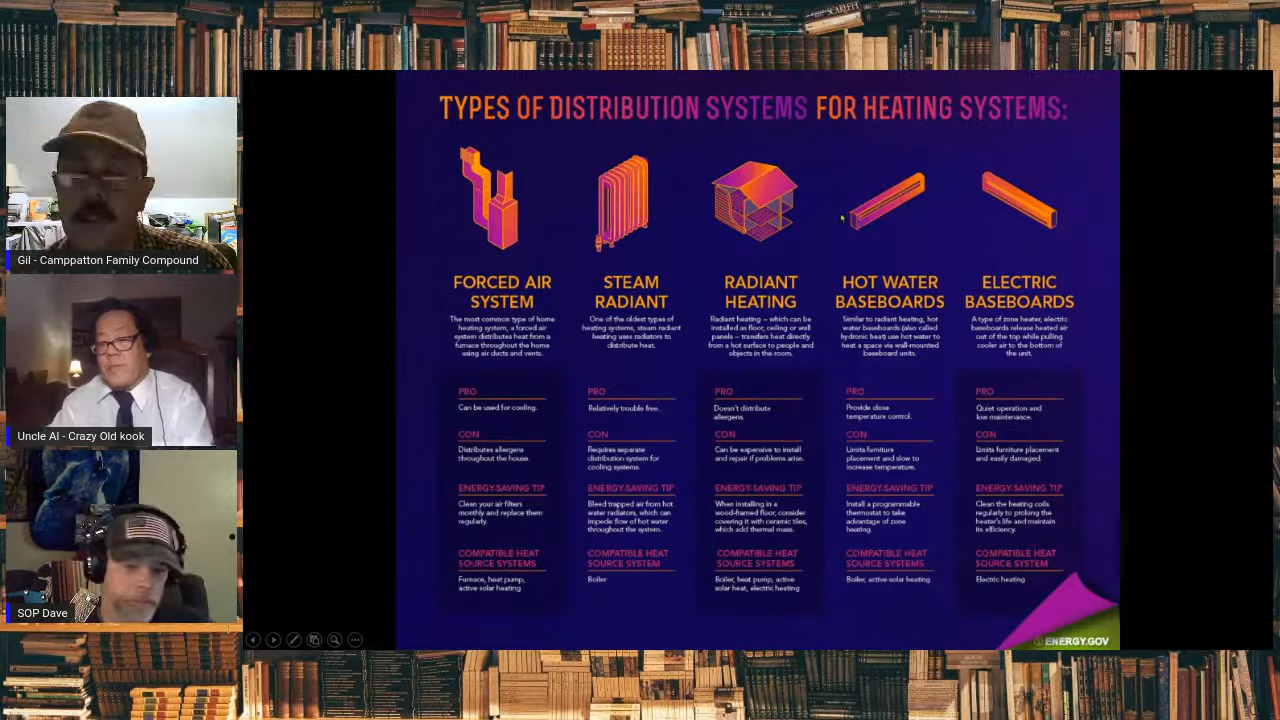 SCARLETT
TYPES OF DISTRIBUTION SYSTEMS FOR HEATING SYSTEMS:
FORCED AIR
SYSTEM
The most common type of home
heating system, a forced air
system distributes heat from a
furnace throughout the home
using air ducts and vents.
PRO
Can be used for cooling.
CON
Distributes allergens
throughout the house.
ENERGY-SAVING TIP
Clean your air filters
monthly and replace them
regularly.
COMPATIBLE HEAT
SOURCE SYSTEMS
Furnace, heat pump,
active solar heating
STEAM
RADIANT
One of the oldest types of
heating systems, steam radiant
heating uses radiators to
distribute heat.
PRO
Relatively trouble free.
CON
Requires separate
distribution system for
cooling systems.
ENERGY-SAVING TIP
Bleed trapped air from hot
water radiators, which can
impede flow of hot water
throughout the system.
COMPATIBLE HEAT
SOURCE SYSTEM
Boiler
RADIANT
HEATING
Radiant heating – which can be
installed as floor, ceiling or wall
panels – transfers heat directly
from a hot surface to people and
objects in the room.
PRO
Doesn't distribute
allergens.
CON
Can be expensive to install
and repair if problems arise.
ENERGY-SAVING TIP
When installing in a
wood-framed floor, consider
covering it with ceramic tiles,
which add thermal mass.
COMPATIBLE HEAT
SOURCE SYSTEMS
Boiler, heat pump, active
solar heat, electric heating
HOT WATER
BASEBOARDS
Similar to radiant heating, hot
water baseboards (also called
hydronic heat) use hot water to
heat a space via wall-mounted
baseboard units.
PRO
Provide close
temperature control.
CON
Limits furniture
placement and slow to
increase temperature.
ENERGY-SAVING TIP
Install a programmable
thermostat to take
advantage of zone
heating.
COMPATIBLE HEAT
SOURCE SYSTEMS
Boiler, active solar heating
ELECTRIC
BASEBOARDS
A type of zone heater, electric
baseboards release heated air
out of the top while pulling
cooler air to the bottom of
the unit.
PRO
Quiet operation and
low maintenance.
CON
Limits furniture placement
and easily damaged.
ENERGY-SAVING TIP
Clean the heating coils
regularly to prolong the
heater's life and maintain
its efficiency.
COMPATIBLE HEAT
SOURCE SYSTEM
Electric heating
ENERGY.GOV
Gil - Camppatton Family Compound
Uncle Al - Crazy Old kook
SOP Dave